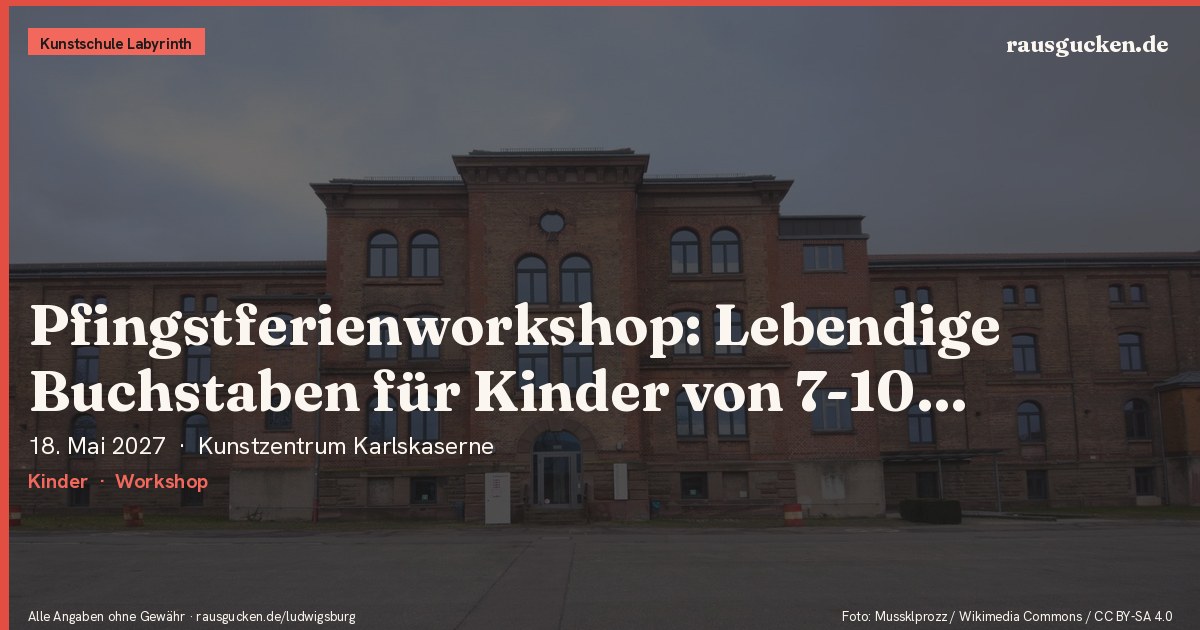 Kunstschule Labyrinth
rausgucken.de
Pfingstferienworkshop: Lebendige
Buchstaben für Kinder von 7-10...
18. Mai 2027 · Kunstzentrum Karlskaserne
Kinder · Workshop
Alle Angaben ohne Gewähr · rausgucken.de/ludwigsburg
Foto: Mussklprozz / Wikimedia Commons / CC BY-SA 4.0